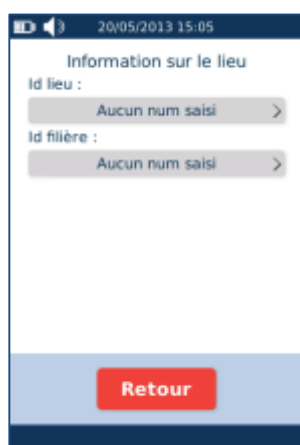 20/05/2013 15:05
Information sur le lieu
Id lieu :
Aucun num saisi
Id filière :
Aucun num saisi
Retour